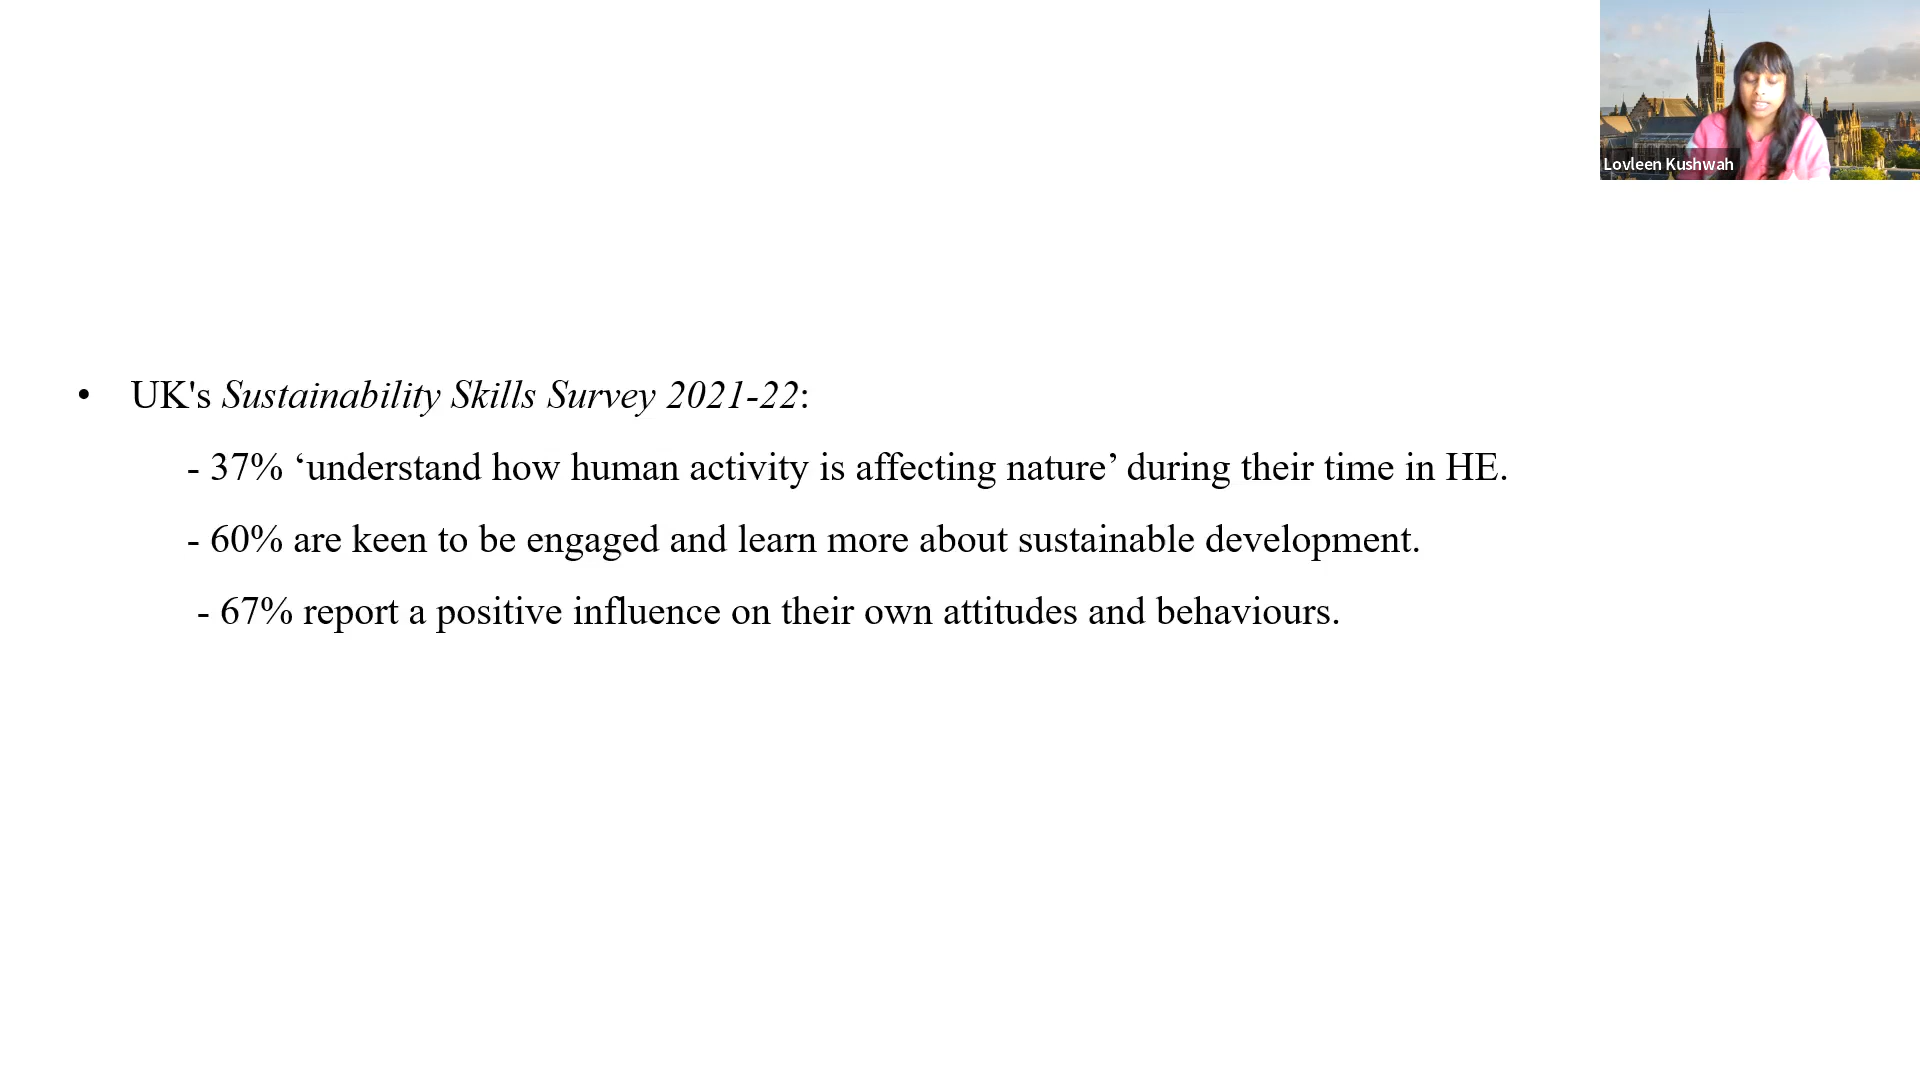 Lovleen Kushwah
• UK's Sustainability Skills Survey 2021-22:
- 37% ‘understand how human activity is affecting nature’ during their time in HE.
- 60% are keen to be engaged and learn more about sustainable development.
- 67% report a positive influence on their own attitudes and behaviours.